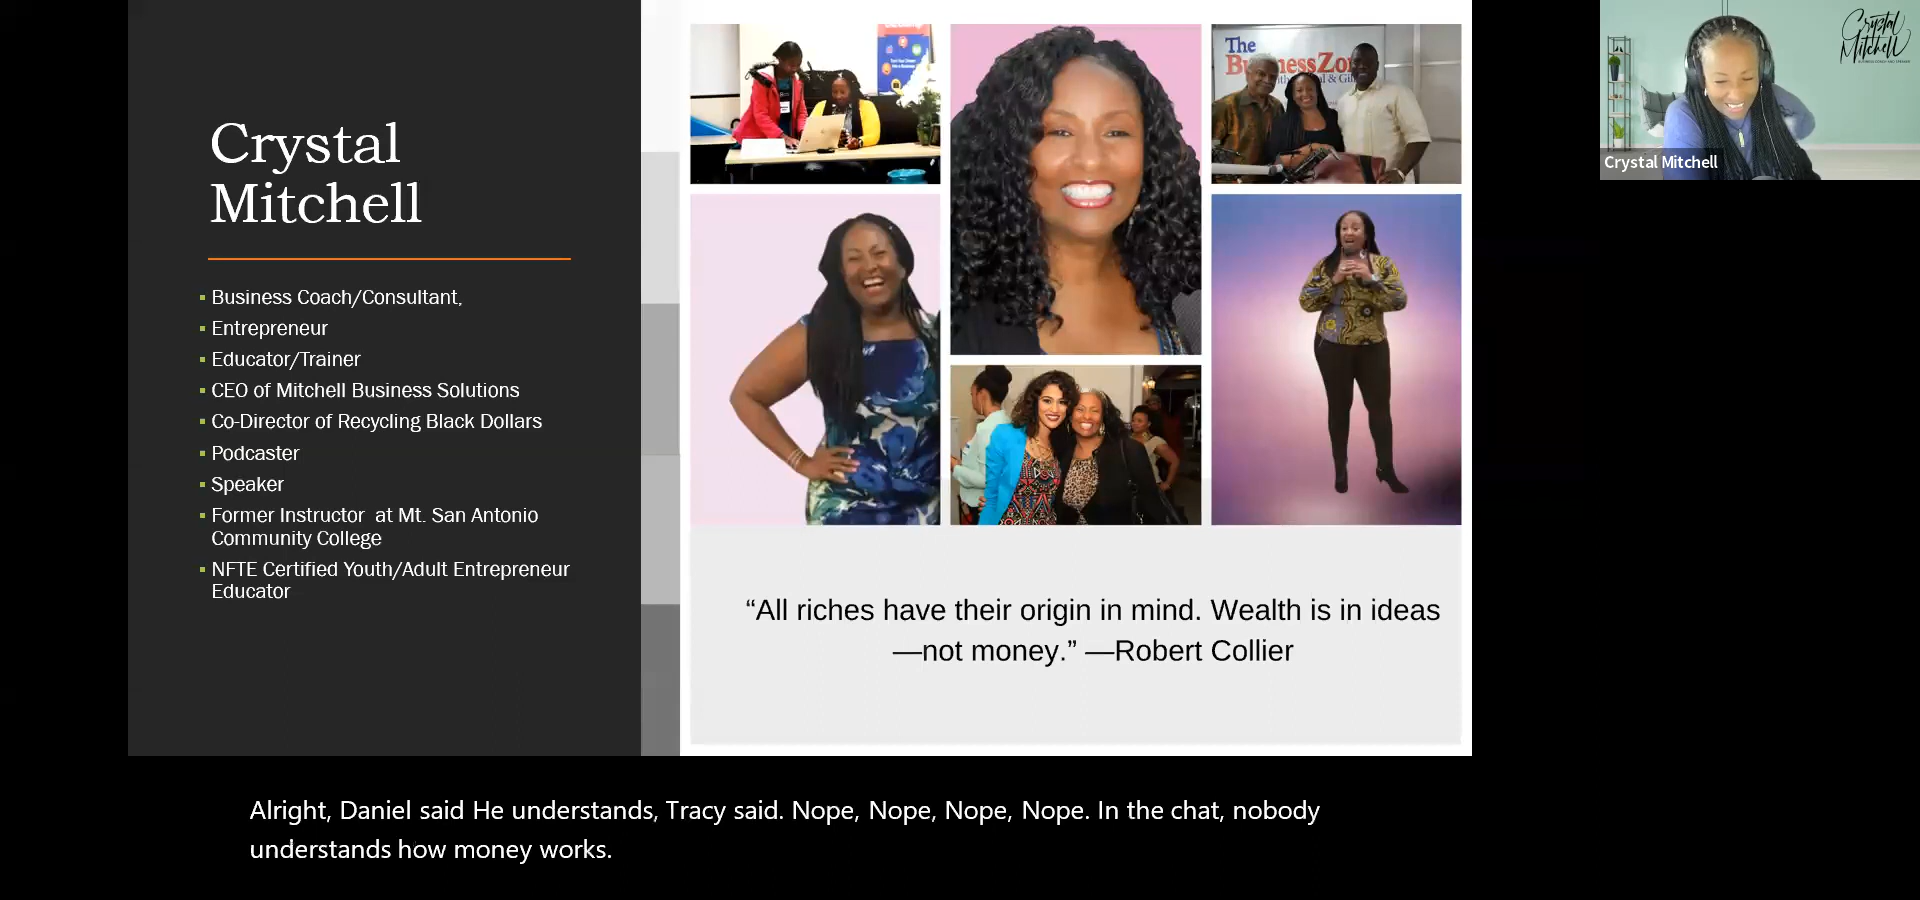 Crystal
Mitchell
Business Coach/Consultant,
Entrepreneur
Educator/Trainer
CEO of Mitchell Business Solutions
Co-Director of Recycling Black Dollars
Podcaster
Speaker
Former Instructor at Mt. San Antonio
Community College
NFTE Certified Youth/Adult Entrepreneur
Educator
The
“All riches have their origin in mind. Wealth is in ideas
—not money.” —Robert Collier
Crystal
Mitchell
Crystal Mitchell
Alright, Daniel said He understands, Tracy said. Nope, Nope, Nope, Nope. In the chat, nobody
understands how money works.